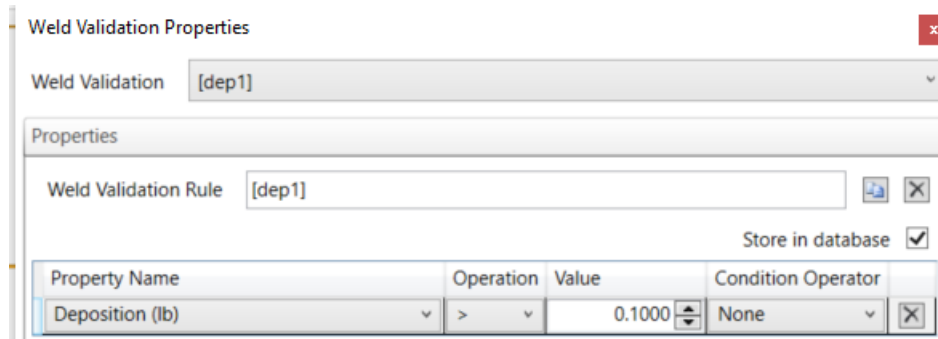 Weld Validation Properties
x
Weld Validation [dep1]
Properties
Weld Validation Rule [dep1]
Store in database
Property Name Operation Value Condition Operator
Deposition (lb) > 0.1000 None